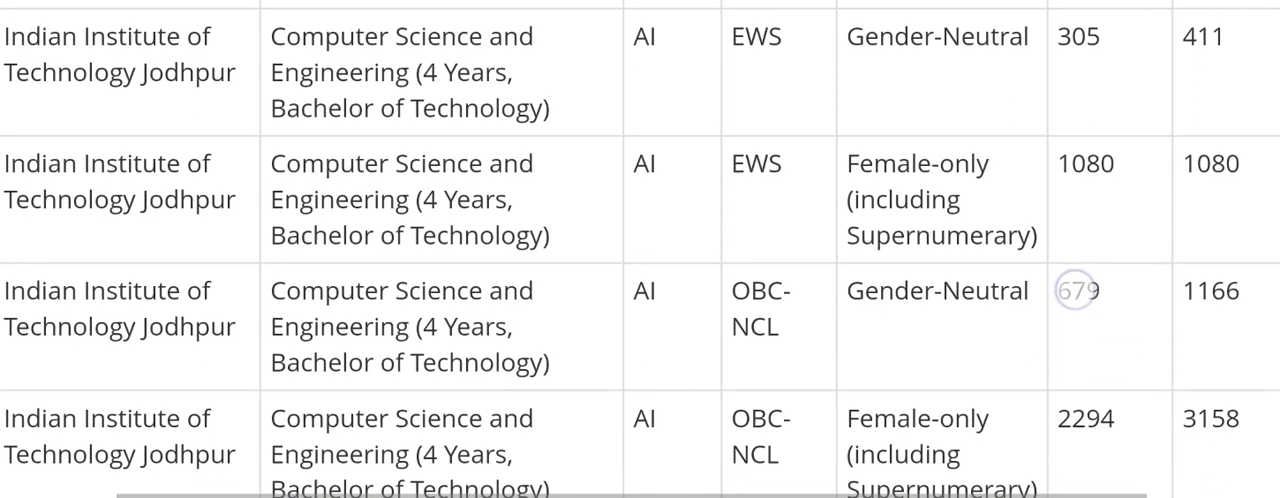 Indian Institute of Technology Jodhpur
Computer Science and Engineering (4 Years, Bachelor of Technology)
AI
EWS
Gender-Neutral
305
411
Indian Institute of Technology Jodhpur
Computer Science and Engineering (4 Years, Bachelor of Technology)
AI
EWS
Female-only (including Supernumerary)
1080
1080
Indian Institute of Technology Jodhpur
Computer Science and Engineering (4 Years, Bachelor of Technology)
AI
OBC-NCL
Gender-Neutral
679
1166
Indian Institute of Technology Jodhpur
Computer Science and Engineering (4 Years, Bachelor of Technology)
AI
OBC-NCL
Female-only (including Supernumerary)
2294
3158